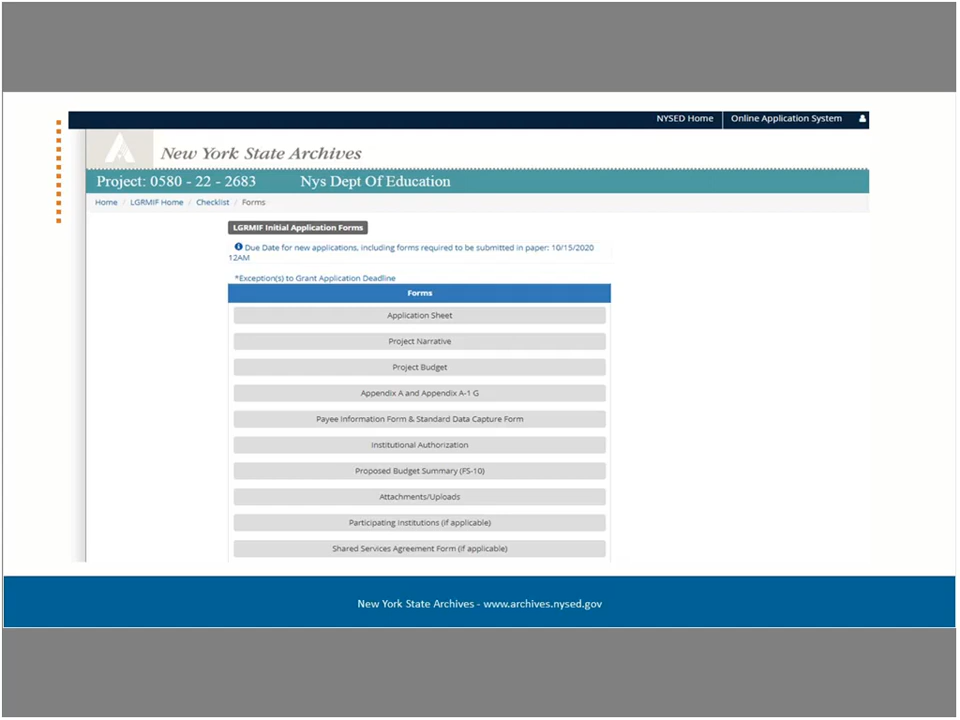 NYSED Home Online Application System
New York State Archives
Project: 0580 - 22 - 2683 Nys Dept Of Education
Home / LGRMIF Home / Checklist / Forms
LGRMIF Initial Application Forms
Due Date for new applications, including forms required to be submitted in paper: 10/15/2020
12AM
*Exception(s) to Grant Application Deadline
Forms
Application Sheet
Project Narrative
Project Budget
Appendix A and Appendix A-1 G
Payee Information Form & Standard Data Capture Form
Institutional Authorization
Proposed Budget Summary (FS-10)
Attachments/Uploads
Participating Institutions (if applicable)
Shared Services Agreement Form (if applicable)
New York State Archives - www.archives.nysed.gov